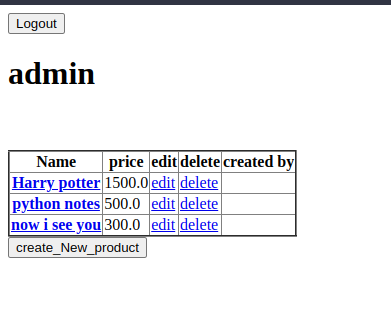 Logout
admin
Name price edit delete created by
Harry potter 1500.0 edit delete
python notes 500.0 edit delete
now i see you 300.0 edit delete
create_New_product